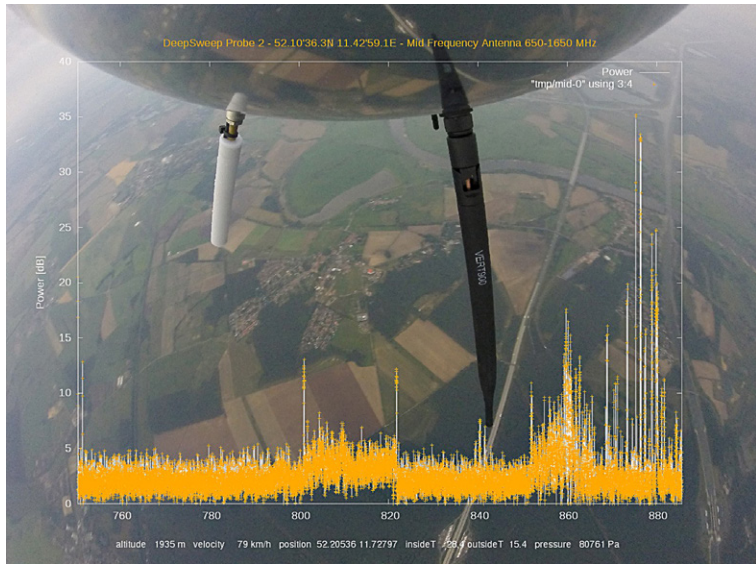 DeepSweep Probe 2 - 52.10'36.3N 11.42'59.1E - Mid Frequency Antenna 650-1650 MHz
40
Power
"tmp/mid-0" using 3:4
35
30
25
Power [dB]
VERT900
20
15
10
5
0
760 780 800 820 840 860 880
altitude 1935 m velocity 79 km/h position 52.20536 11.72797 insideT 28.4 outsideT 15.4 pressure 80761 Pa